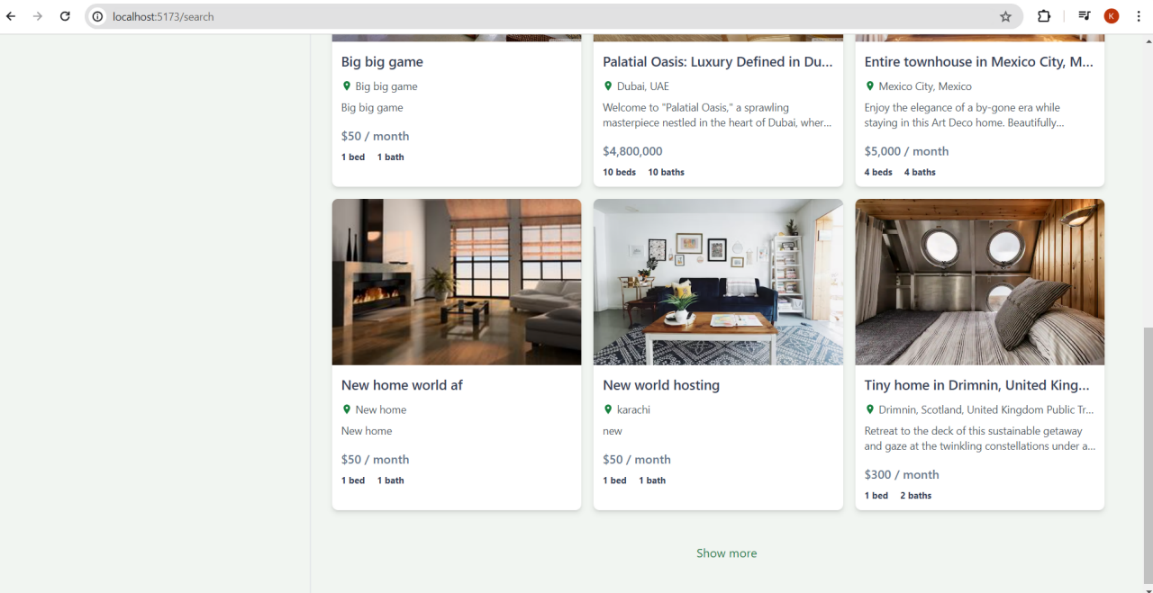 localhost:5173/search
K
Big big game
Big big game
Big big game
$50 / month
1 bed 1 bath
Palatial Oasis: Luxury Defined in Du...
Dubai, UAE
Welcome to "Palatial Oasis," a sprawling
masterpiece nestled in the heart of Dubai, wher...
$4,800,000
10 beds 10 baths
Entire townhouse in Mexico City, M...
Mexico City, Mexico
Enjoy the elegance of a by-gone era while
staying in this Art Deco home. Beautifully...
$5,000 / month
4 beds 4 baths
New home world af
New home
New home
$50 / month
1 bed 1 bath
New world hosting
karachi
new
$50 / month
1 bed 1 bath
Tiny home in Drimnin, United King...
Drimnin, Scotland, United Kingdom Public Tr...
Retreat to the deck of this sustainable getaway
and gaze at the twinkling constellations under a...
$300 / month
1 bed 2 baths
Show more